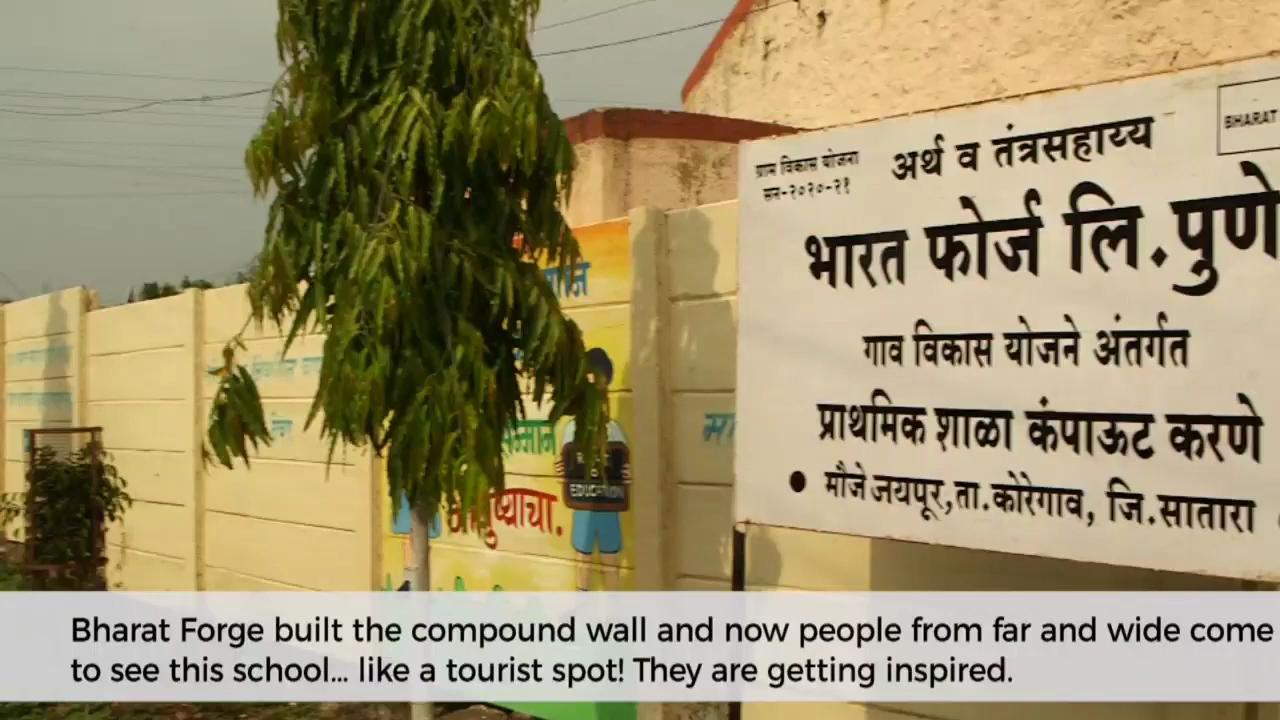 ग्राम विकास योजना
सन-२०२०-२१
अर्थ व तंत्रसहाय्य
BHARAT
भारत फोर्ज लि.पुणे
गाव विकास योजने अंतर्गत
प्राथमिक शाळा कंपाऊट करणे
• मौजे जयपूर,ता.कोरेगाव, जि.सातारा
EDUCATION
Bharat Forge built the compound wall and now people from far and wide come
to see this school... like a tourist spot! They are getting inspired.